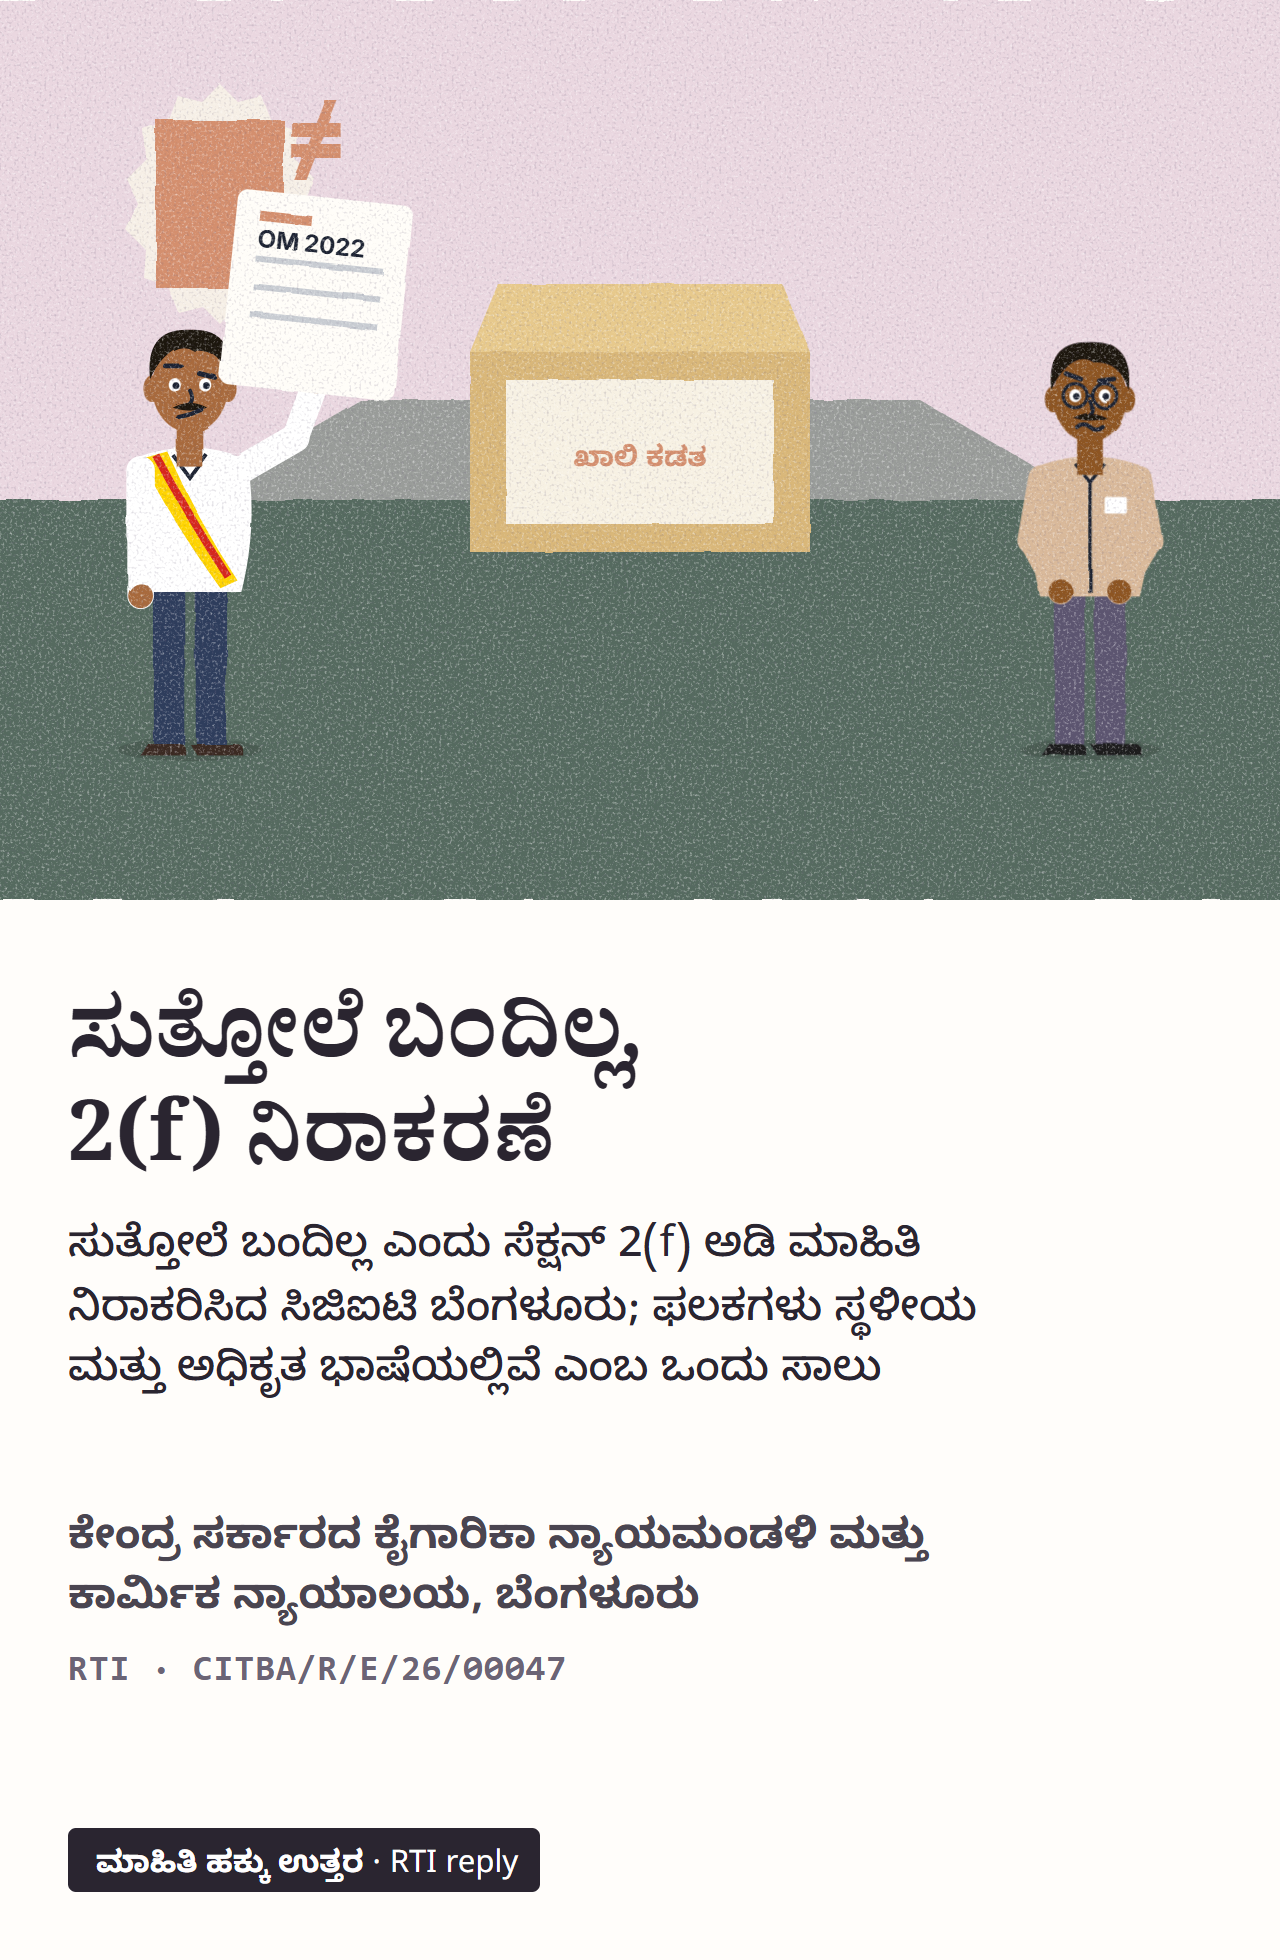 ≠
OM 2022
ಖಾಲಿ ಕಡತ
ಸುತ್ತೋಲೆ ಬಂದಿಲ್ಲ,
2(f) ನಿರಾಕರಣೆ
ಸುತ್ತೋಲೆ ಬಂದಿಲ್ಲ ಎಂದು ಸೆಕ್ಷನ್ 2(f) ಅಡಿ ಮಾಹಿತಿ
ನಿರಾಕರಿಸಿದ ಸಿಜಿಐಟಿ ಬೆಂಗಳೂರು; ಫಲಕಗಳು ಸ್ಥಳೀಯ
ಮತ್ತು ಅಧಿಕೃತ ಭಾಷೆಯಲ್ಲಿವೆ ಎಂಬ ಒಂದು ಸಾಲು
ಕೇಂದ್ರ ಸರ್ಕಾರದ ಕೈಗಾರಿಕಾ ನ್ಯಾಯಮಂಡಳಿ ಮತ್ತು
ಕಾರ್ಮಿಕ ನ್ಯಾಯಾಲಯ, ಬೆಂಗಳೂರು
RTI · CITBA/R/E/26/00047
ಮಾಹಿತಿ ಹಕ್ಕು ಉತ್ತರ · RTI reply